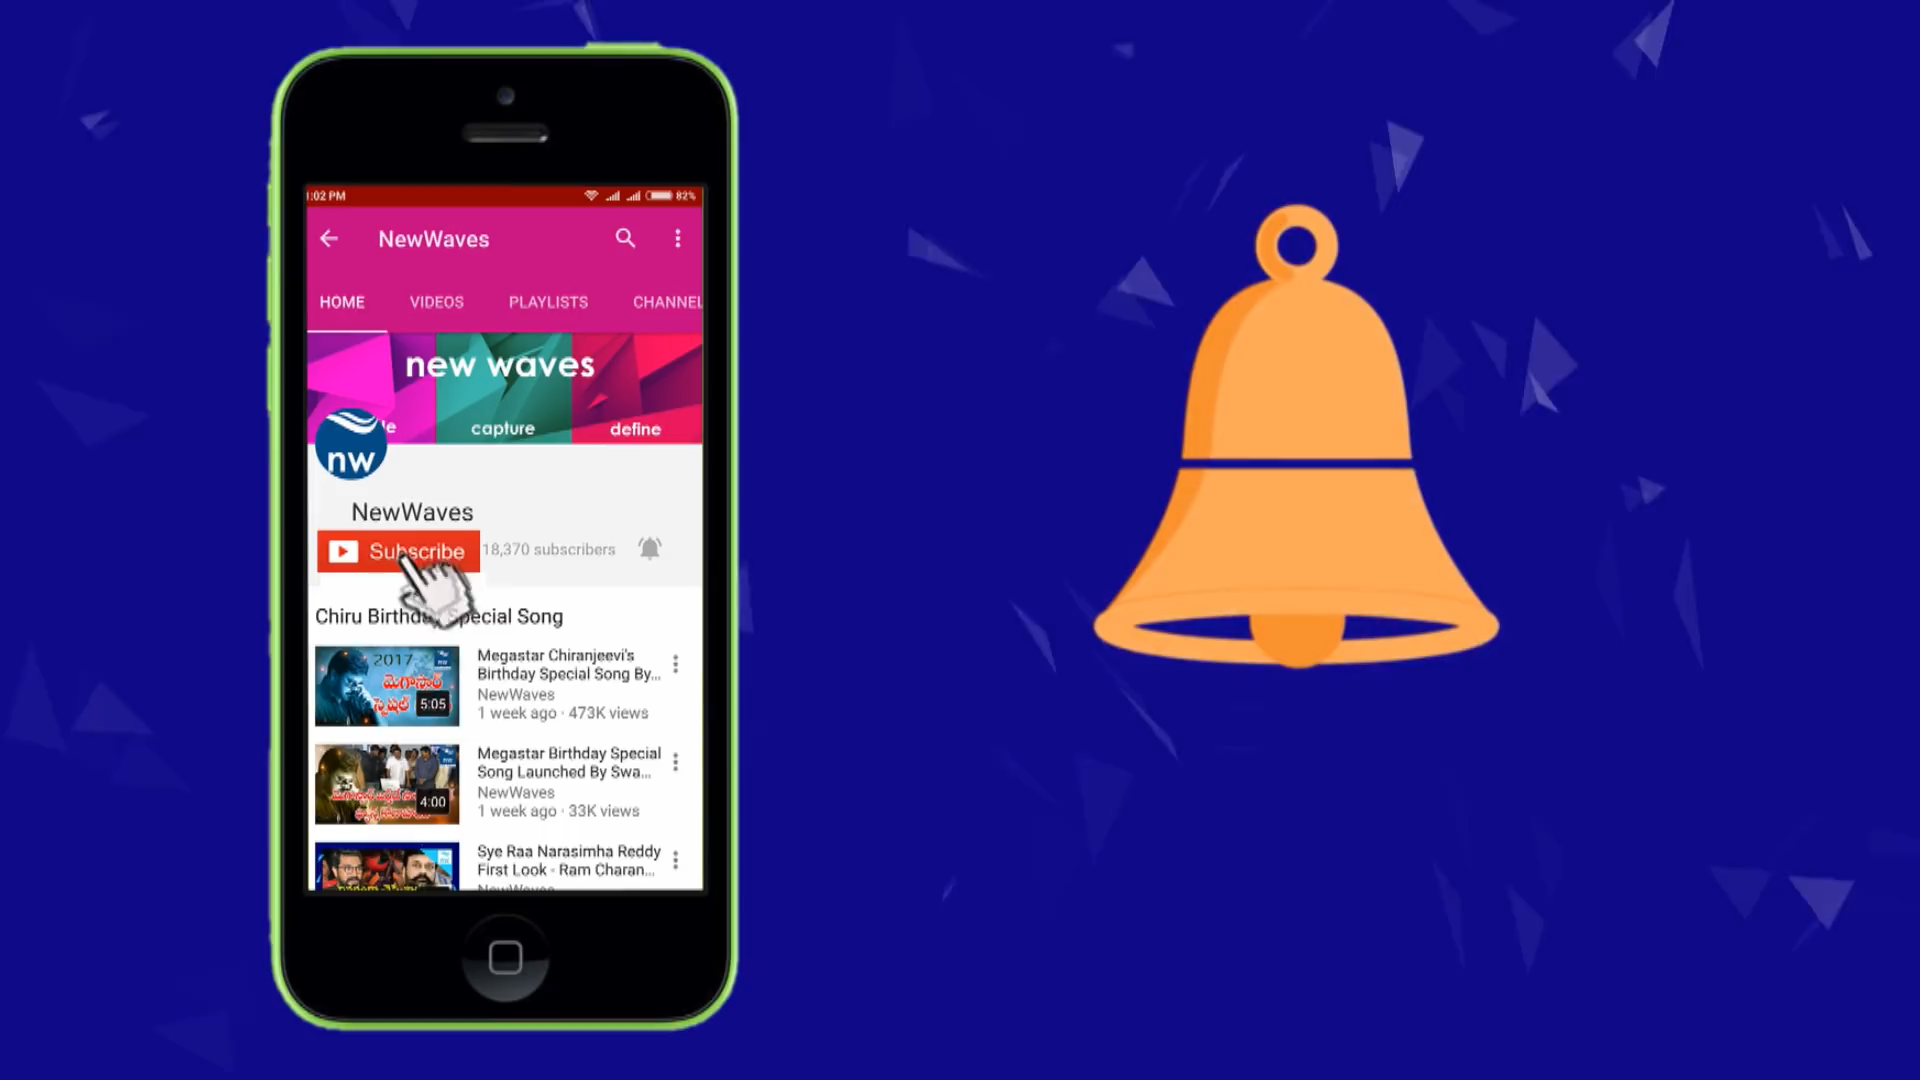 1:02 PM
82%
NewWaves
HOME VIDEOS PLAYLISTS CHANNEL
new waves
capture define
nw
NewWaves
Subscribe 18,370 subscribers
Chiru Birthday Special Song
2017
మెగాస్టార్
స్పెషల్
5:05
Megastar Chiranjeevi's
Birthday Special Song By...
NewWaves
1 week ago · 473K views
4:00
Megastar Birthday Special
Song Launched By Swa...
NewWaves
1 week ago · 33K views
Sye Raa Narasimha Reddy
First Look - Ram Charan...
NewWaves